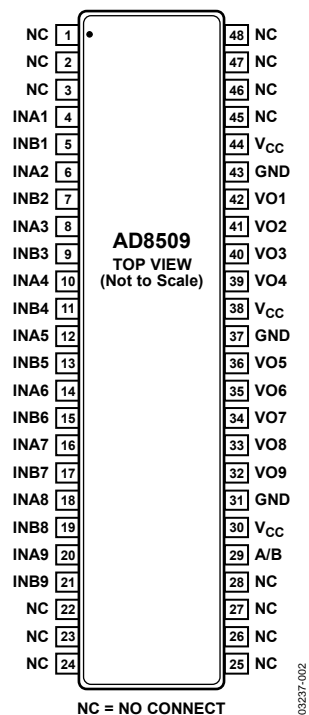 NC 1 48 NC
NC 2 47 NC
NC 3 46 NC
INA1 4 45 NC
INB1 5 44 VCC
INA2 6 43 GND
INB2 7 42 VO1
INA3 8 41 VO2
INB3 9 40 VO3
INA4 10 39 VO4
INB4 11 38 VCC
INA5 12 37 GND
INB5 13 36 VO5
INA6 14 35 VO6
INB6 15 34 VO7
INA7 16 33 VO8
INB7 17 32 VO9
INA8 18 31 GND
INB8 19 30 VCC
INA9 20 29 A/B
INB9 21 28 NC
NC 22 27 NC
NC 23 26 NC
NC 24 25 NC
AD8509
TOP VIEW
(Not to Scale)
NC = NO CONNECT
03237-002